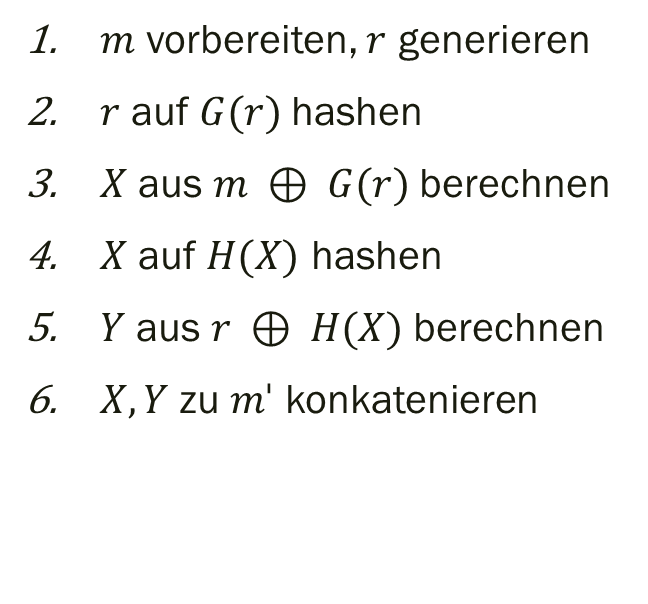 1. m vorbereiten, r generieren
2. r auf G(r) hashen
3. X aus m ⊕ G(r) berechnen
4. X auf H(X) hashen
5. Y aus r ⊕ H(X) berechnen
6. X, Y zu m' konkatenieren